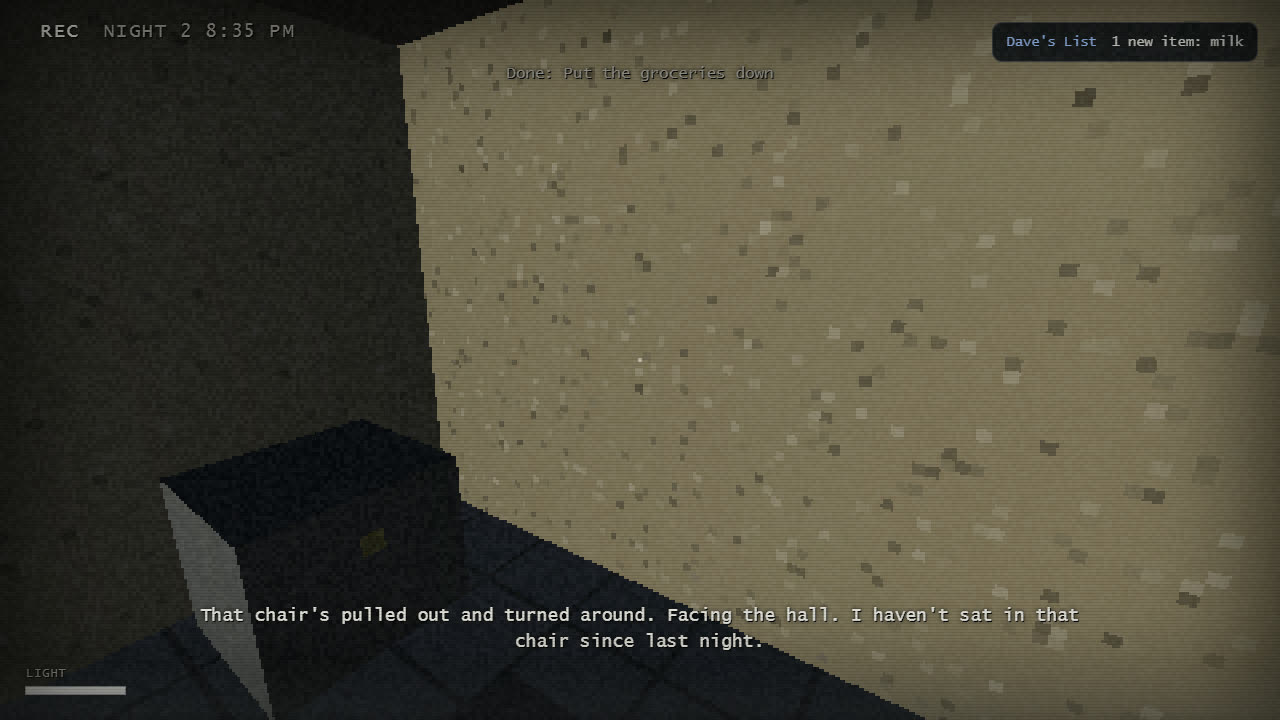 REC NIGHT 2 8:35 PM
Dave's List 1 new item: milk
Done: Put the groceries down
That chair's pulled out and turned around. Facing the hall. I haven't sat in that
chair since last night.
LIGHT